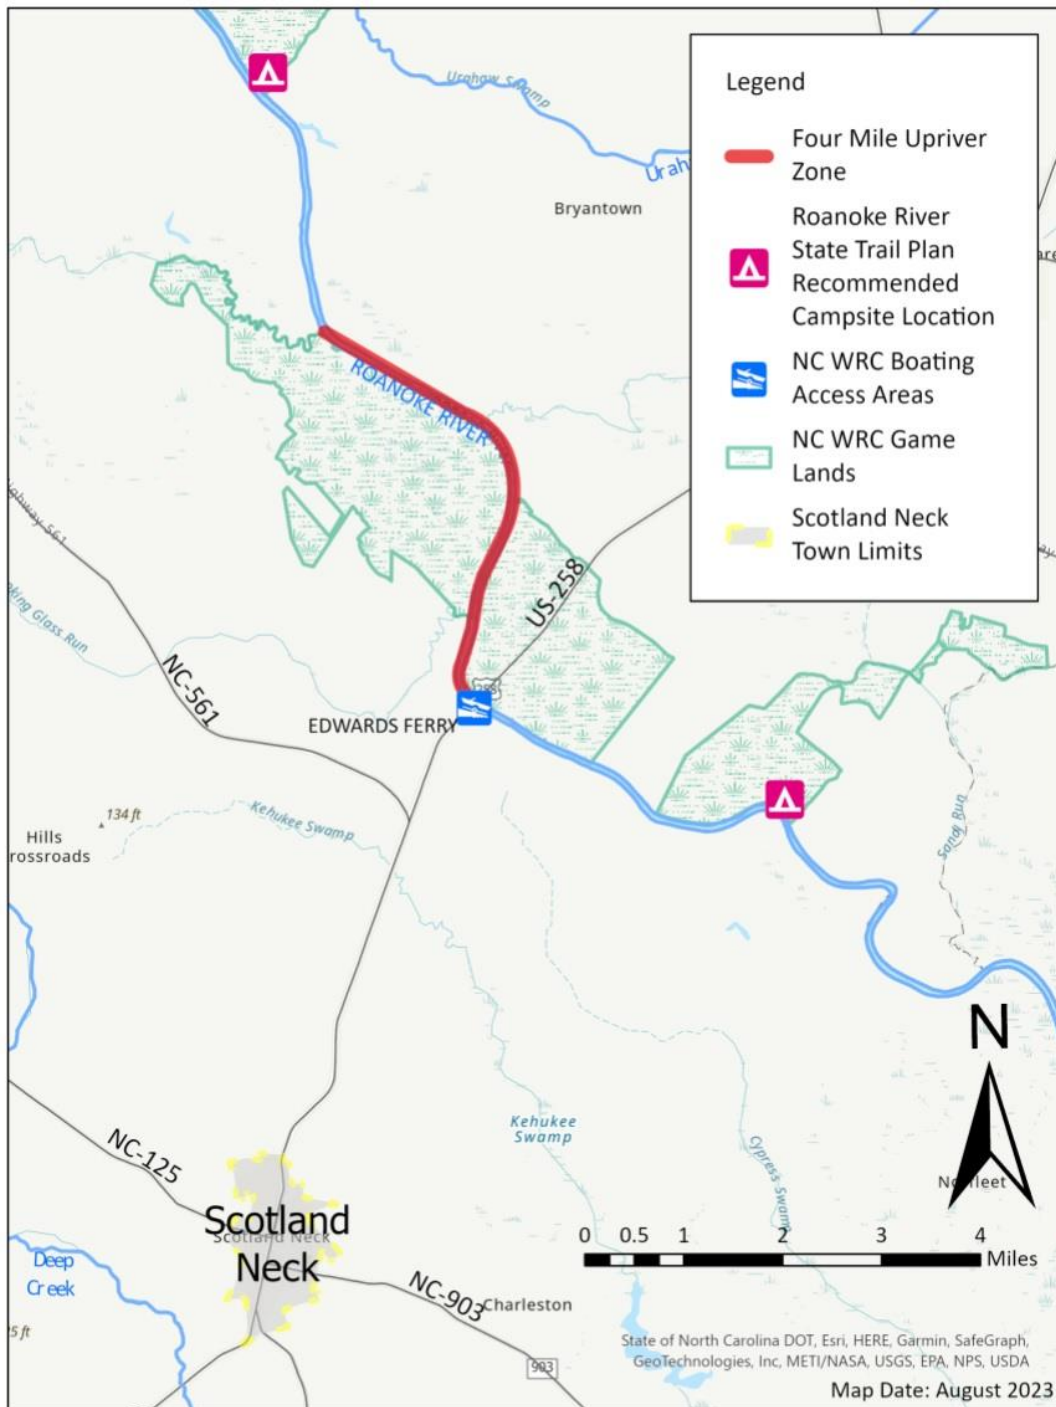 Urahaw Swamp
Bryantown
Legend
Four Mile Upriver
Zone
Roanoke River
State Trail Plan
Recommended
Campsite Location
NC WRC Boating
Access Areas
NC WRC Game
Lands
Scotland Neck
Town Limits
ROANOKE RIVER
US-258
NC-561
EDWARDS FERRY
134 ft
Hills
rossroads
Kehukee Swamp
Sandy Run
N
Kehukee
Swamp
Cypress Swamp
NC-125
Scotland
Neck
Scotland Neck
Deep
Creek
NC-903
Charleston
903
0 0.5 1 2 3 4
Miles
State of North Carolina DOT, Esri, HERE, Garmin, SafeGraph,
GeoTechnologies, Inc, METI/NASA, USGS, EPA, NPS, USDA
Map Date: August 2023